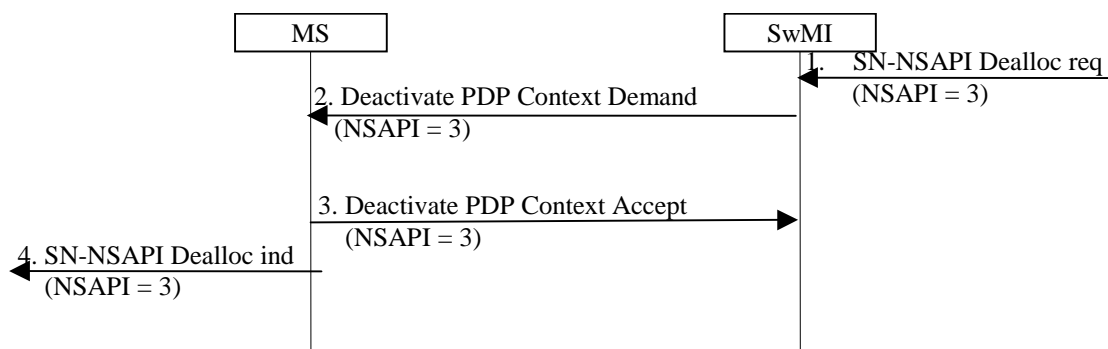 MS
SwMI
1. SN-NSAPI Dealloc req
(NSAPI = 3)
2. Deactivate PDP Context Demand
(NSAPI = 3)
3. Deactivate PDP Context Accept
(NSAPI = 3)
4. SN-NSAPI Dealloc ind
(NSAPI = 3)